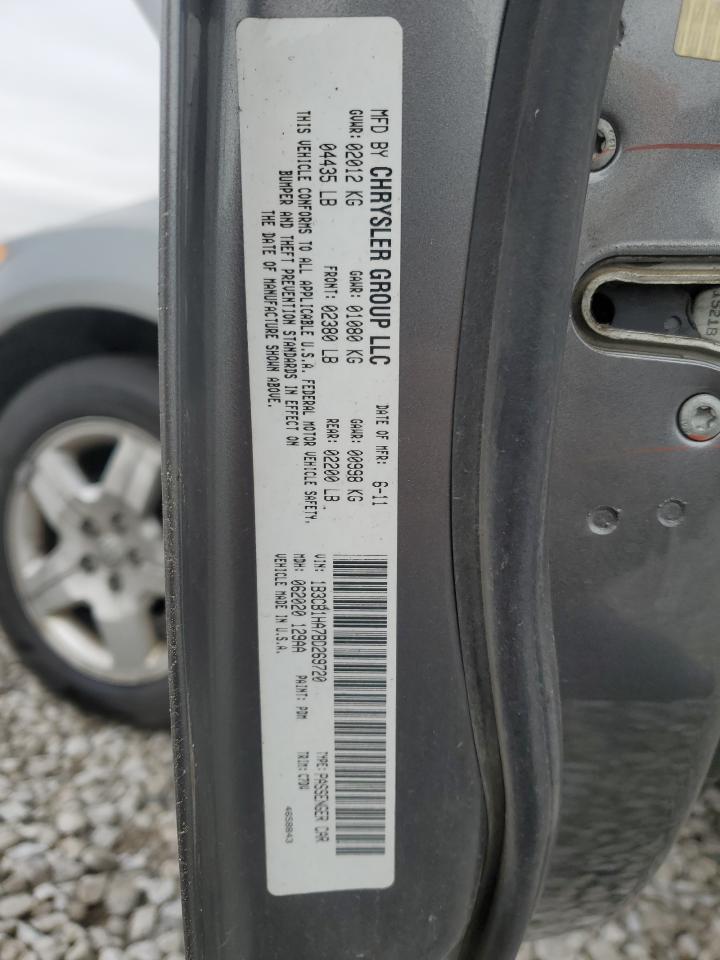 MFD BY CHRYSLER GROUP LLC
DATE OF MFR: 6-11
GVWR: 02012 KG
GAWR: 01080 KG
GAWR: 00998 KG
04435 LB
FRONT: 02380 LB
REAR: 02200 LB
THIS VEHICLE CONFORMS TO ALL APPLICABLE U.S.A. FEDERAL MOTOR VEHICLE SAFETY,
BUMPER AND THEFT PREVENTION STANDARDS IN EFFECT ON
THE DATE OF MANUFACTURE SHOWN ABOVE.
VIN: 1B3CB1HA7BD269720
TYPE: PASSENGER CAR
MDH: 062020 129AA
PAINT: PDM
TRIM: C7DV
VEHICLE MADE IN U.S.A.
4658843